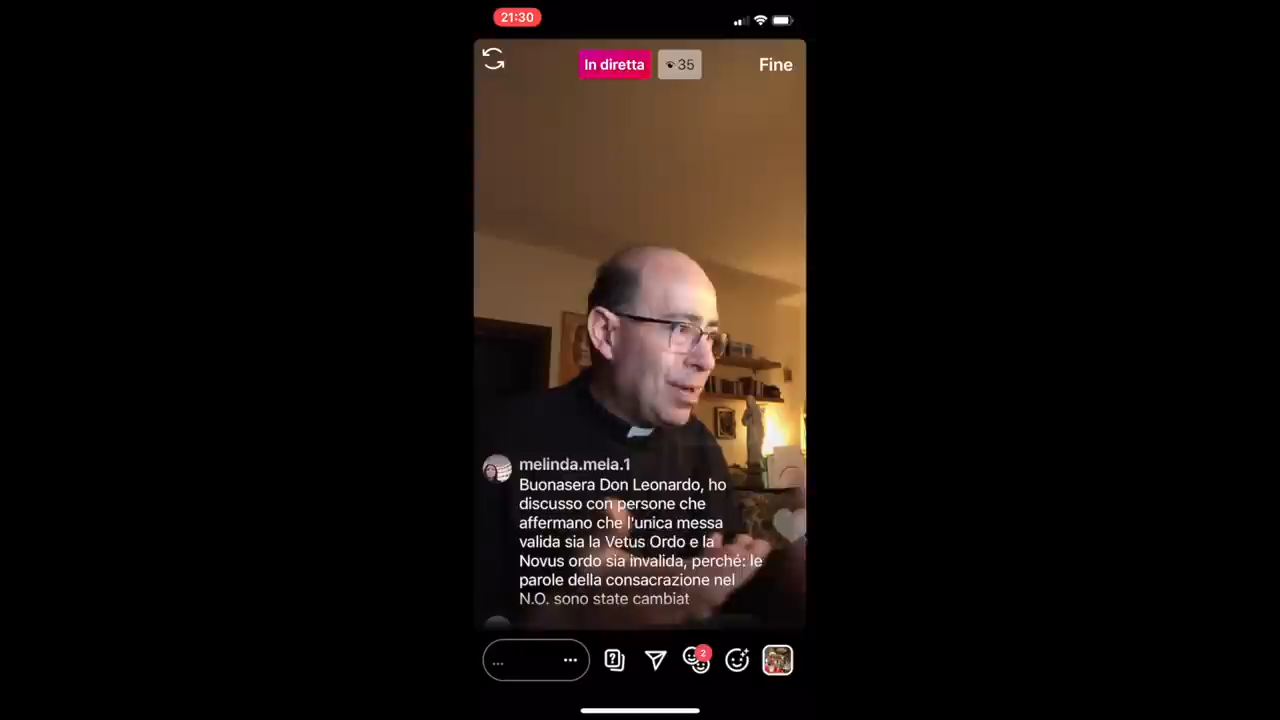 21:30
In diretta
35
Fine
melinda.mela.1
Buonasera Don Leonardo, ho
discusso con persone che
affermano che l'unica messa
valida sia la Vetus Ordo e la
Novus ordo sia invalida, perché: le
parole della consacrazione nel
N.O. sono state cambiat
...
2